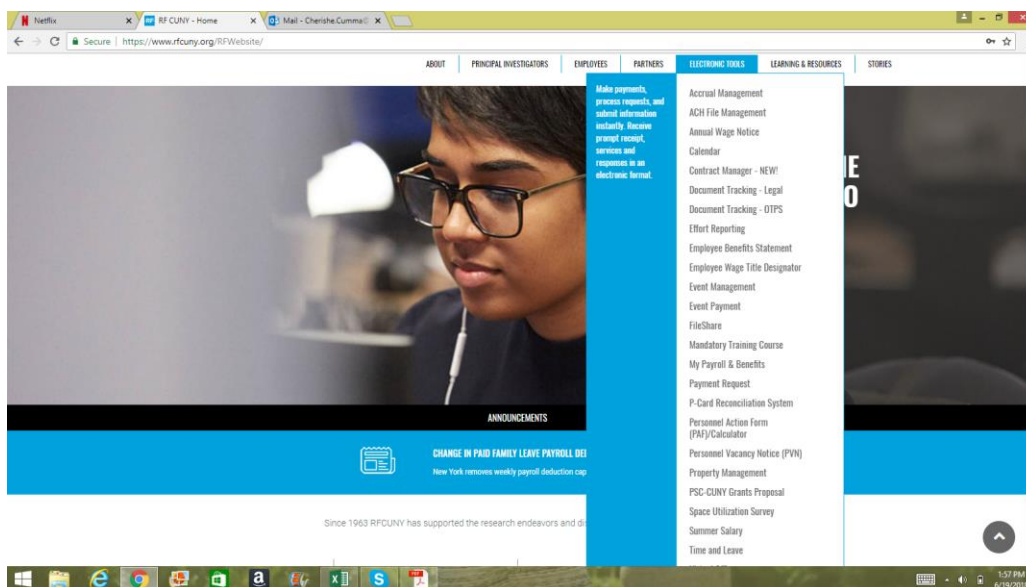 Netflix
RF CUNY - Home
Mail - Cherishe.Cumma
Secure | https://www.rfcuny.org/RFWebsite/
ABOUT PRINCIPAL INVESTIGATORS EMPLOYEES PARTNERS ELECTRONIC TOOLS LEARNING & RESOURCES STORIES
Make payments,
process requests, and
submit information
instantly. Receive
prompt receipt,
services and
responses in an
electronic format.
Accrual Management
ACH File Management
Annual Wage Notice
Calendar
Contract Manager - NEW!
Document Tracking - Legal
Document Tracking - OTPS
Effort Reporting
Employee Benefits Statement
Employee Wage Title Designator
Event Management
Event Payment
FileShare
Mandatory Training Course
My Payroll & Benefits
Payment Request
P-Card Reconciliation System
Personnel Action Form
(PAF)/Calculator
Personnel Vacancy Notice (PVN)
Property Management
PSC-CUNY Grants Proposal
Space Utilization Survey
Summer Salary
Time and Leave
ANNOUNCEMENTS
CHANGE IN PAID FAMILY LEAVE PAYROLL DE
New York removes weekly payroll deduction cap
Since 1963 RFCUNY has supported the research endeavors and di
1:57 PM